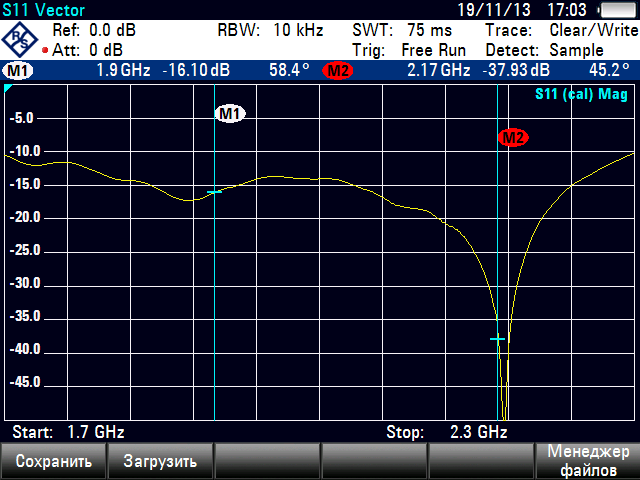 S11 Vector 19/11/13 17:03
Ref: 0.0 dB RBW: 10 kHz SWT: 75 ms Trace: Clear/Write
Att: 0 dB Trig: Free Run Detect: Sample
M1 1.9 GHz -16.10 dB 58.4 ° M2 2.17 GHz -37.93 dB 45.2 °
S11 (cal) Mag
M1
-5.0
M2
-10.0
-15.0
-20.0
-25.0
-30.0
-35.0
-40.0
-45.0
Start: 1.7 GHz Stop: 2.3 GHz
Сохранить Загрузить Менеджер файлов